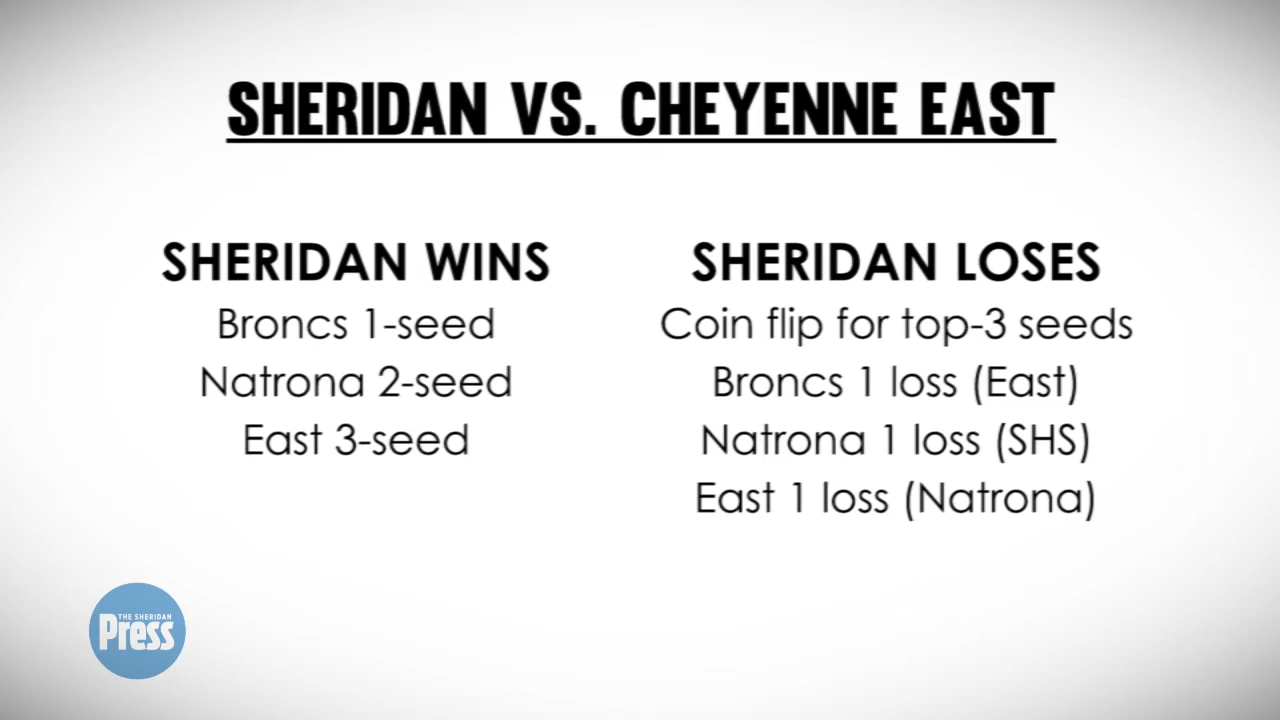 SHERIDAN VS. CHEYENNE EAST
SHERIDAN WINS
Broncs 1-seed
Natrona 2-seed
East 3-seed
SHERIDAN LOSES
Coin flip for top-3 seeds
Broncs 1 loss (East)
Natrona 1 loss (SHS)
East 1 loss (Natrona)
THE SHERIDAN
Press